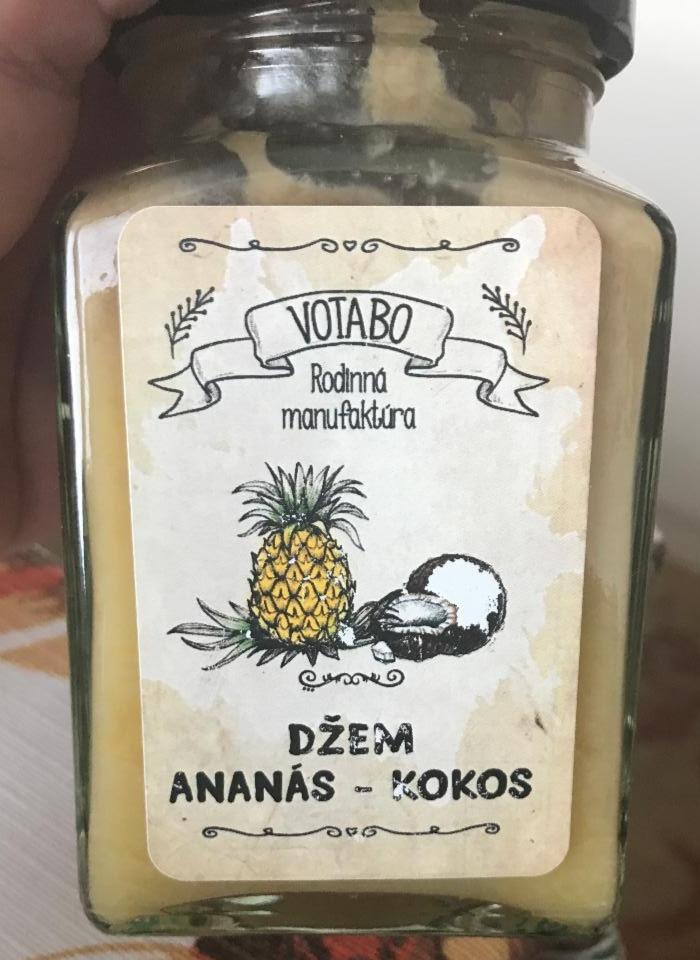 VOTABO
Rodinná
manufaktúra
DŽEM
ANANÁS - KOKOS